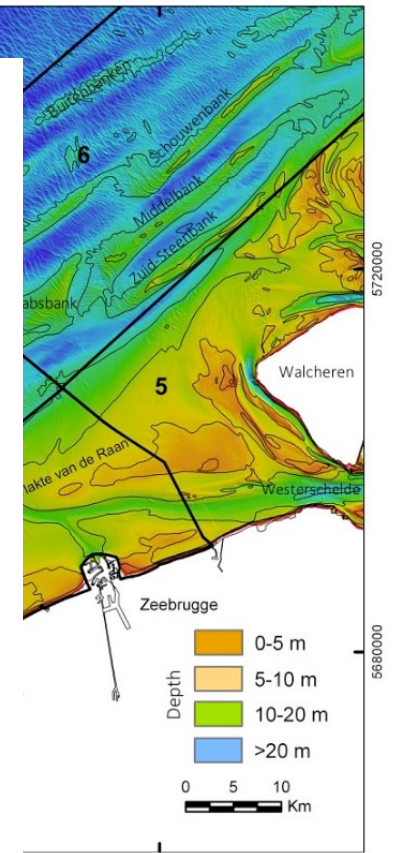 Buitenbanken
Schouwenbank
6
Middelbank
Zuid-Steenbank
absbank
5720000
5
Walcheren
lakte van de Raan
Westerschelde
Zeebrugge
5680000
Depth
0-5 m
5-10 m
10-20 m
>20 m
0 5 10
Km